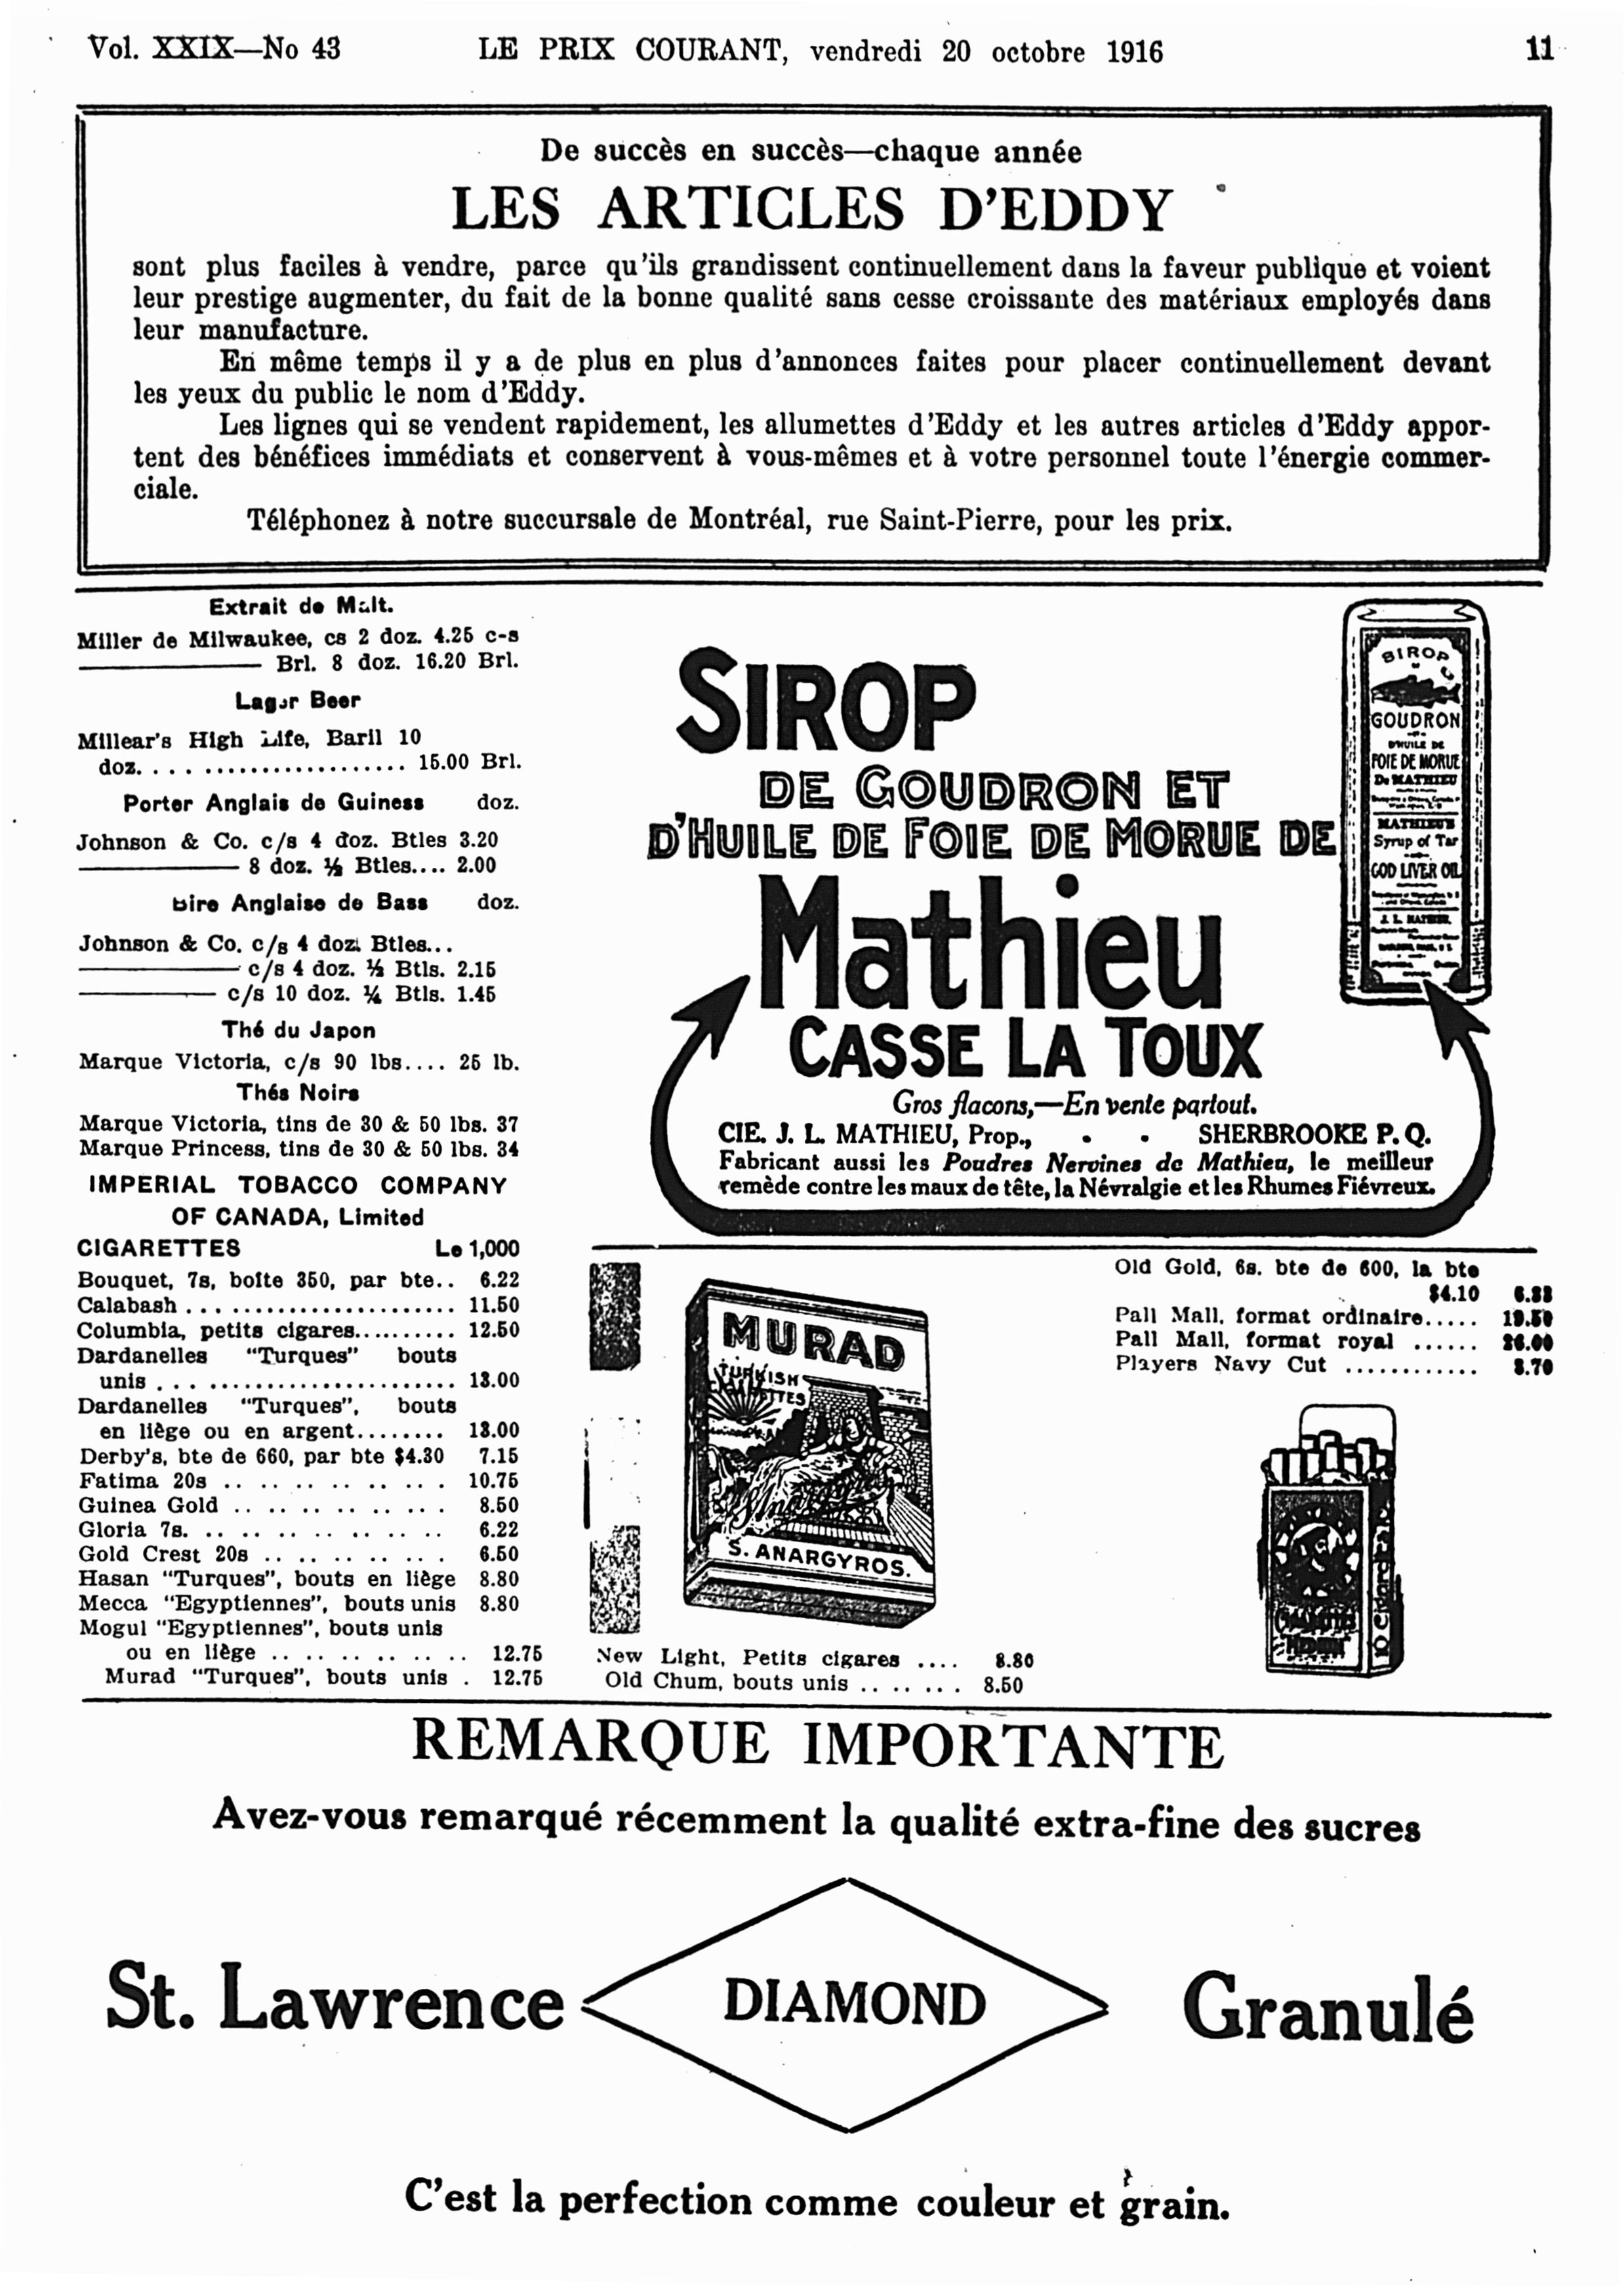 Vol. XXIX—No 43 LE PRIX COURANT, vendredi 20 octobre 1916 11
De succès en succès—chaque année
LES ARTICLES D'EDDY
sont plus faciles à vendre, parce qu'ils grandissent continuellement dans la faveur publique et voient
leur prestige augmenter, du fait de la bonne qualité sans cesse croissante des matériaux employés dans
leur manufacture.
En même temps il y a de plus en plus d'annonces faites pour placer continuellement devant
les yeux du public le nom d'Eddy.
Les lignes qui se vendent rapidement, les allumettes d'Eddy et les autres articles d'Eddy appor-
tent des bénéfices immédiats et conservent à vous-mêmes et à votre personnel toute l'énergie commer-
ciale.
Téléphonez à notre succursale de Montréal, rue Saint-Pierre, pour les prix.
Extrait de Malt.
Miller de Milwaukee, cs 2 doz. 4.25 c-s
Brl. 8 doz. 16.20 Brl.
Lager Beer
Millear's High Life, Baril 10
doz. . . . .................... 15.00 Brl.
Porter Anglais de Guiness doz.
Johnson & Co. c/s 4 doz. Btles 3.20
8 doz. ½ Btles.... 2.00
bire Anglaise de Bass doz.
Johnson & Co. c/s 4 doz. Btles...
c/s 4 doz. ½ Btls. 2.15
c/s 10 doz. ¼ Btls. 1.45
Thé du Japon
Marque Victoria, c/s 90 lbs.... 25 lb.
Thés Noirs
Marque Victoria, tins de 30 & 50 lbs. 37
Marque Princess, tins de 30 & 50 lbs. 34
IMPERIAL TOBACCO COMPANY
OF CANADA, Limited
CIGARETTES Le 1,000
Bouquet, 7s, boîte 350, par bte.. 6.22
Calabash ........................ 11.50
Columbia, petits cigares.......... 12.50
Dardanelles "Turques" bouts
unis ........................... 13.00
Dardanelles "Turques", bouts
en liège ou en argent........ 13.00
Derby's, bte de 660, par bte $4.30 7.15
Fatima 20s .. .. .. .. .. . 10.75
Guinea Gold .. .. .. .. .. . 8.50
Gloria 7s. .. .. .. .. .. .. 6.22
Gold Crest 20s .. .. .. .. . 6.50
Hasan "Turques", bouts en liège 8.80
Mecca "Egyptiennes", bouts unis 8.80
Mogul "Egyptiennes", bouts unis
ou en liège .. .. .. .. .. .. 12.75
Murad "Turques", bouts unis . 12.75
SIROP
DE GOUDRON ET
D'HUILE DE FOIE DE MORUE DE
Mathieu
CASSE LA TOUX
Gros flacons,—En vente partout.
CIE. J. L. MATHIEU, Prop., - - SHERBROOKE P. Q.
Fabricant aussi les Poudres Nervines de Mathieu, le meilleur
remède contre les maux de tête, la Névralgie et les Rhumes Fiévreux.
SIROP
GOUDRON
D'HUILE DE
FOIE DE MORUE
De MATHIEU
MATHIEU'S
Syrup of Tar
COD LIVER OIL
MURAD
TURKISH
CIGARETTES
S. ANARGYROS.
New Light, Petits cigares .... 8.80
Old Chum, bouts unis .. .. ... 8.50
Old Gold, 6s. bte de 600, la bte
$4.10 6.83
Pall Mall, format ordinaire..... 19.50
Pall Mall, format royal ...... 26.00
Players Navy Cut ............ 8.70
10 Cigarettes
REMARQUE IMPORTANTE
Avez-vous remarqué récemment la qualité extra-fine des sucres
St. Lawrence DIAMOND Granulé
C'est la perfection comme couleur et grain.